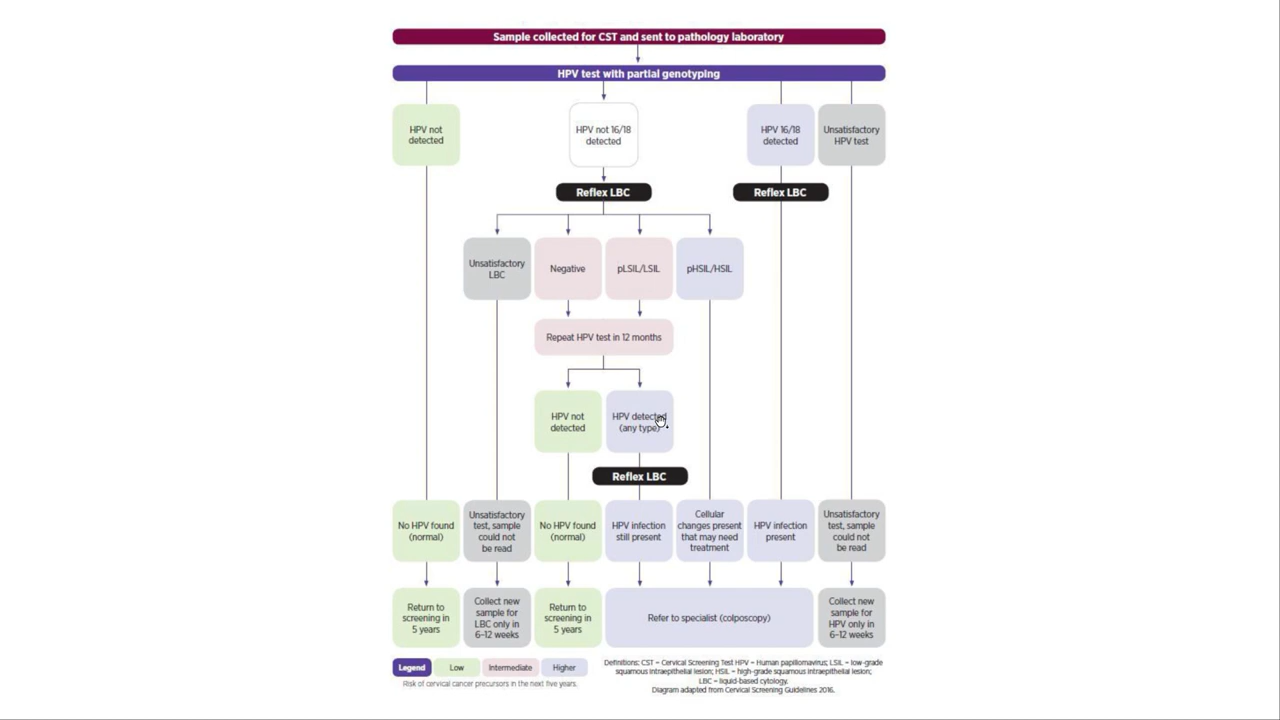 Sample collected for CST and sent to pathology laboratory
HPV test with partial genotyping
HPV not
detected
HPV not 16/18
detected
HPV 16/18
detected
Unsatisfactory
HPV test
Reflex LBC
Reflex LBC
Unsatisfactory
LBC
Negative
pLSIL/LSIL
pHSIL/HSIL
Repeat HPV test in 12 months
HPV not
detected
HPV detected
(any type)
Reflex LBC
No HPV found
(normal)
Unsatisfactory
test, sample
could not
be read
No HPV found
(normal)
HPV infection
still present
Cellular
changes present
that may need
treatment
HPV infection
present
Unsatisfactory
test, sample
could not
be read
Return to
screening in
5 years
Collect new
sample for
LBC only in
6–12 weeks
Return to
screening in
5 years
Refer to specialist (colposcopy)
Collect new
sample for
HPV only in
6–12 weeks
Legend
Low
Intermediate
Higher
Risk of cervical cancer precursors in the next five years.
Definitions: CST – Cervical Screening Test HPV – Human papillomavirus; LSIL – low-grade
squamous intraepithelial lesion; HSIL – high-grade squamous intraepithelial lesion;
LBC – liquid-based cytology.
Diagram adapted from Cervical Screening Guidelines 2016.